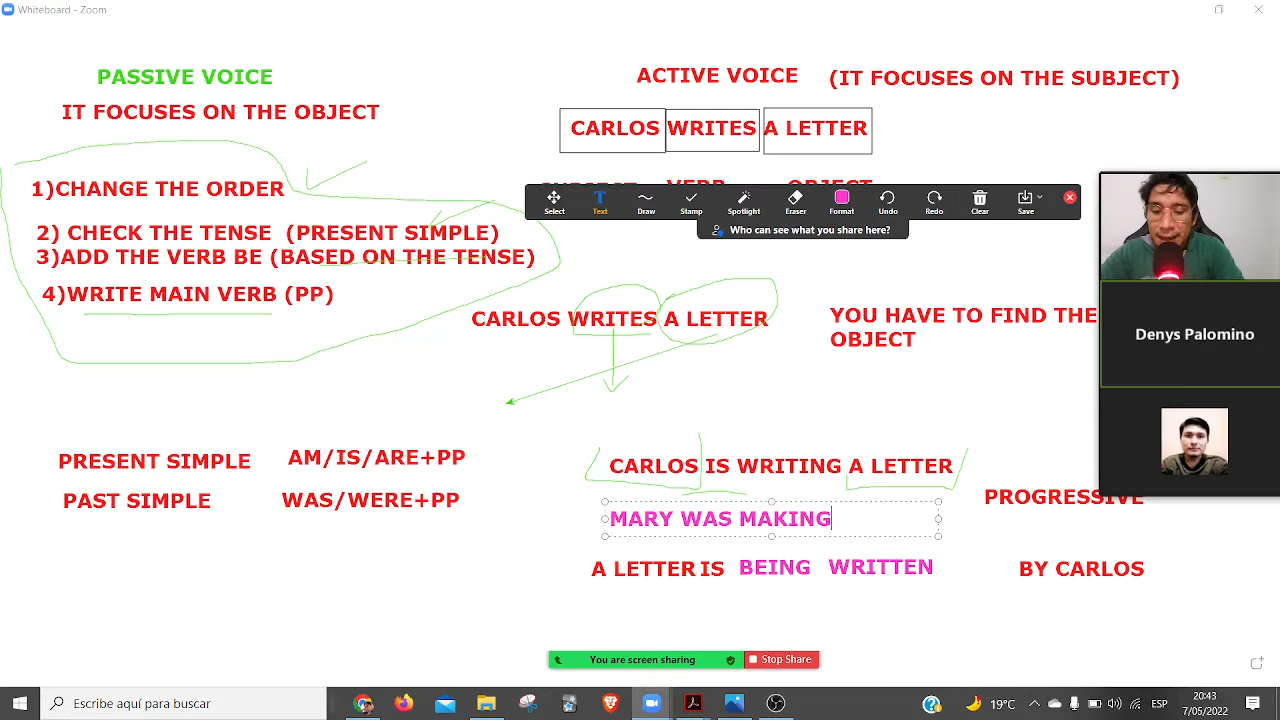 Whiteboard - Zoom
PASSIVE VOICE
IT FOCUSES ON THE OBJECT
1)CHANGE THE ORDER
2) CHECK THE TENSE (PRESENT SIMPLE)
3)ADD THE VERB BE (BASED ON THE TENSE)
4)WRITE MAIN VERB (PP)
PRESENT SIMPLE AM/IS/ARE+PP
PAST SIMPLE WAS/WERE+PP
ACTIVE VOICE (IT FOCUSES ON THE SUBJECT)
CARLOS WRITES A LETTER
SUBJECT VERB OBJECT
Select Text Draw Stamp Spotlight Eraser Format Undo Redo Clear Save
Who can see what you share here?
CARLOS WRITES A LETTER
YOU HAVE TO FIND THE
OBJECT
CARLOS IS WRITING A LETTER
PROGRESSIVE
MARY WAS MAKING
A LETTER IS BEING WRITTEN BY CARLOS
Denys Palomino
You are screen sharing Stop Share
Escribe aquí para buscar
19°C ESP
20:43
7/05/2022